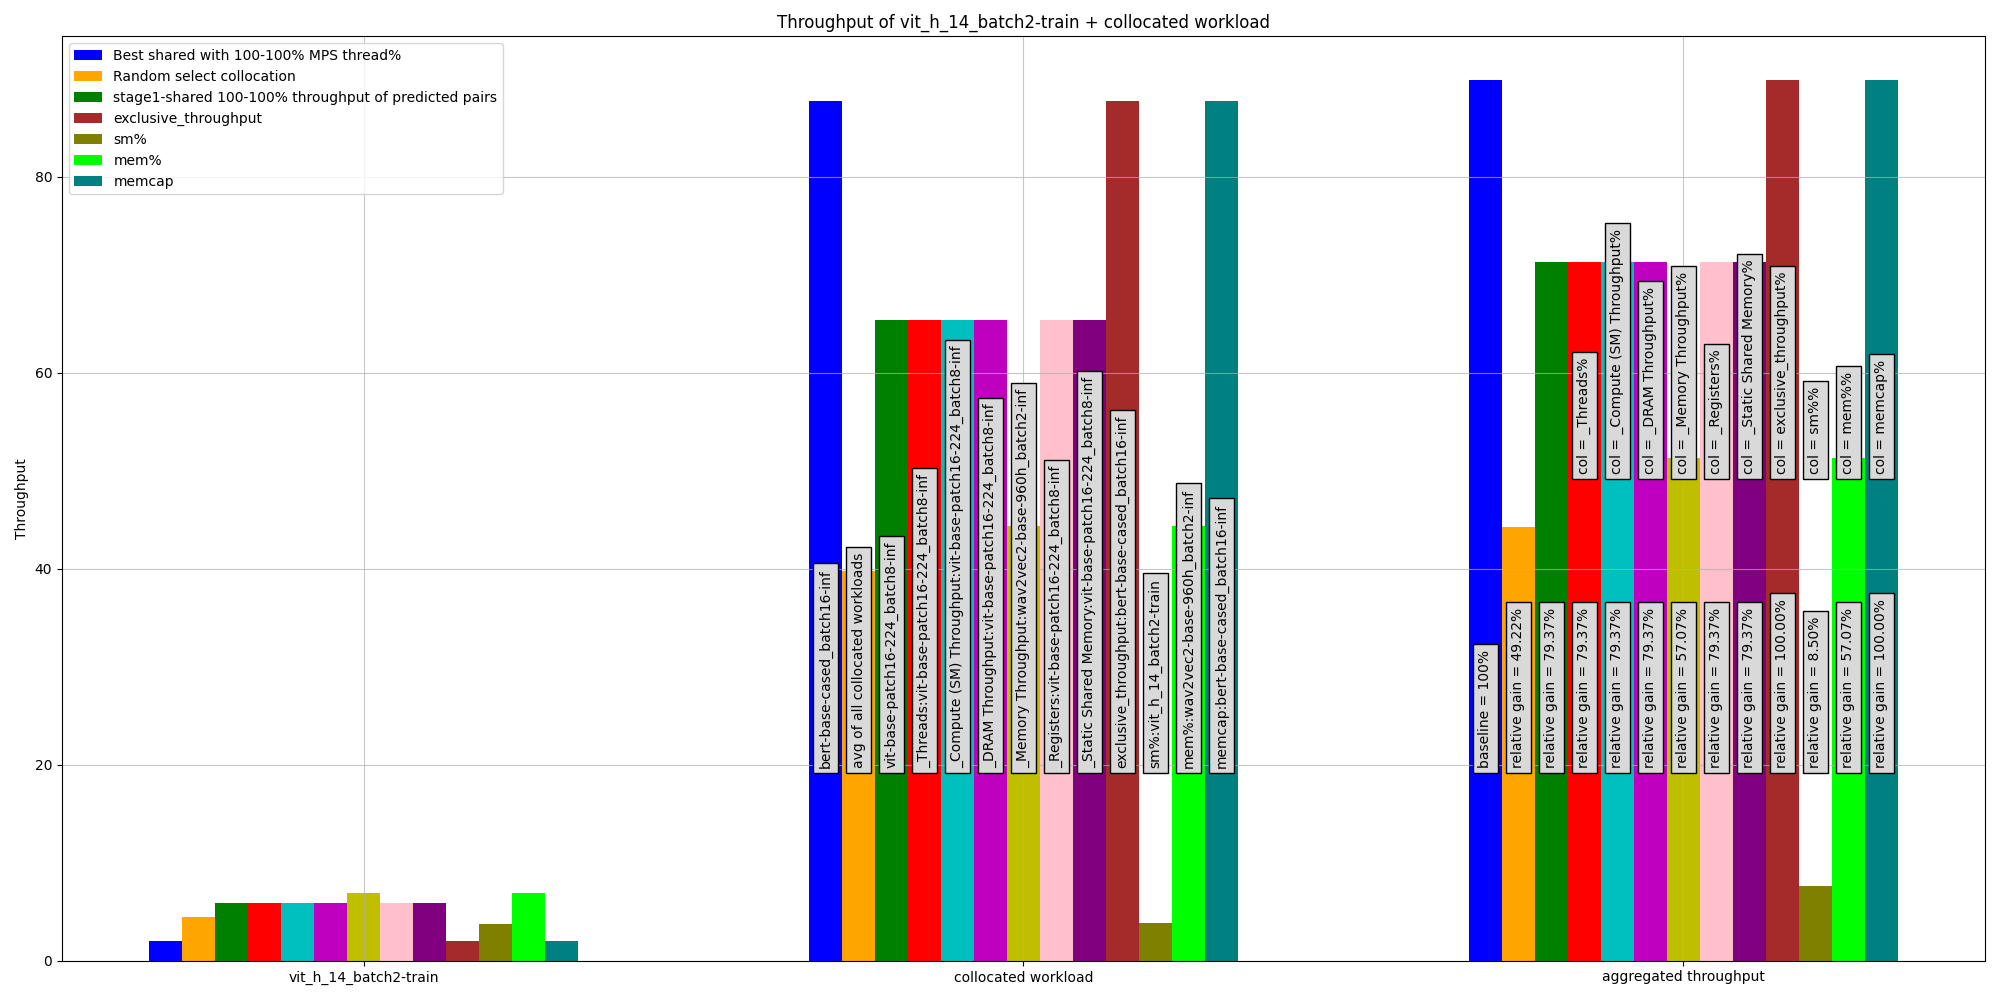 Throughput of vit_h_14_batch2-train + collocated workload
Best shared with 100-100% MPS thread%
Random select collocation
stage1-shared 100-100% throughput of predicted pairs
exclusive_throughput
sm%
mem%
memcap
Throughput
80
60
40
20
0
bert-base-cased_batch16-inf
avg of all collocated workloads
vit-base-patch16-224_batch8-inf
_Threads:vit-base-patch16-224_batch8-inf
_Compute (SM) Throughput:vit-base-patch16-224_batch8-inf
_DRAM Throughput:vit-base-patch16-224_batch8-inf
_Memory Throughput:wav2vec2-base-960h_batch2-inf
_Registers:vit-base-patch16-224_batch8-inf
_Static Shared Memory:vit-base-patch16-224_batch8-inf
exclusive_throughput:bert-base-cased_batch16-inf
sm%:vit_h_14_batch2-train
mem%:wav2vec2-base-960h_batch2-inf
memcap:bert-base-cased_batch16-inf
col = _Threads%
col = _Compute (SM) Throughput%
col = _DRAM Throughput%
col = _Memory Throughput%
col = _Registers%
col = _Static Shared Memory%
col = exclusive_throughput%
col = sm%%
col = mem%%
col = memcap%
baseline = 100%
relative gain = 49.22%
relative gain = 79.37%
relative gain = 79.37%
relative gain = 79.37%
relative gain = 79.37%
relative gain = 57.07%
relative gain = 79.37%
relative gain = 79.37%
relative gain = 100.00%
relative gain = 8.50%
relative gain = 57.07%
relative gain = 100.00%
vit_h_14_batch2-train
collocated workload
aggregated throughput